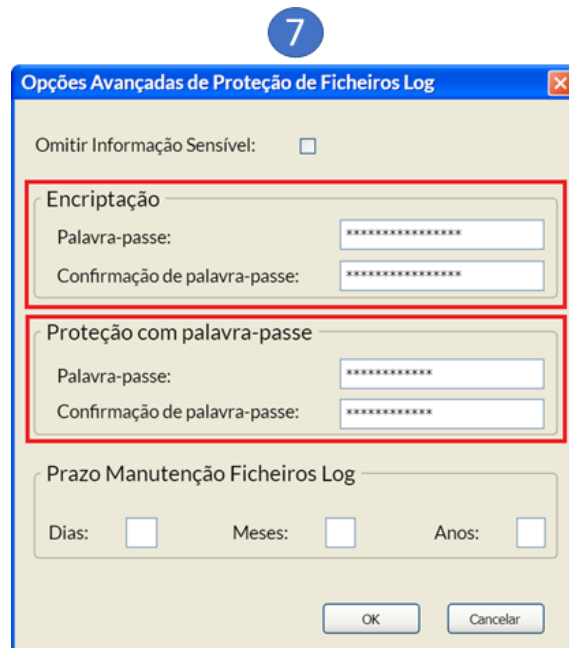 7
Opções Avançadas de Proteção de Ficheiros Log
Omitir Informação Sensível:
Encriptação
Palavra-passe: ****************
Confirmação de palavra-passe: ****************
Proteção com palavra-passe
Palavra-passe: ************
Confirmação de palavra-passe: ************
Prazo Manutenção Ficheiros Log
Dias: Meses: Anos:
OK Cancelar